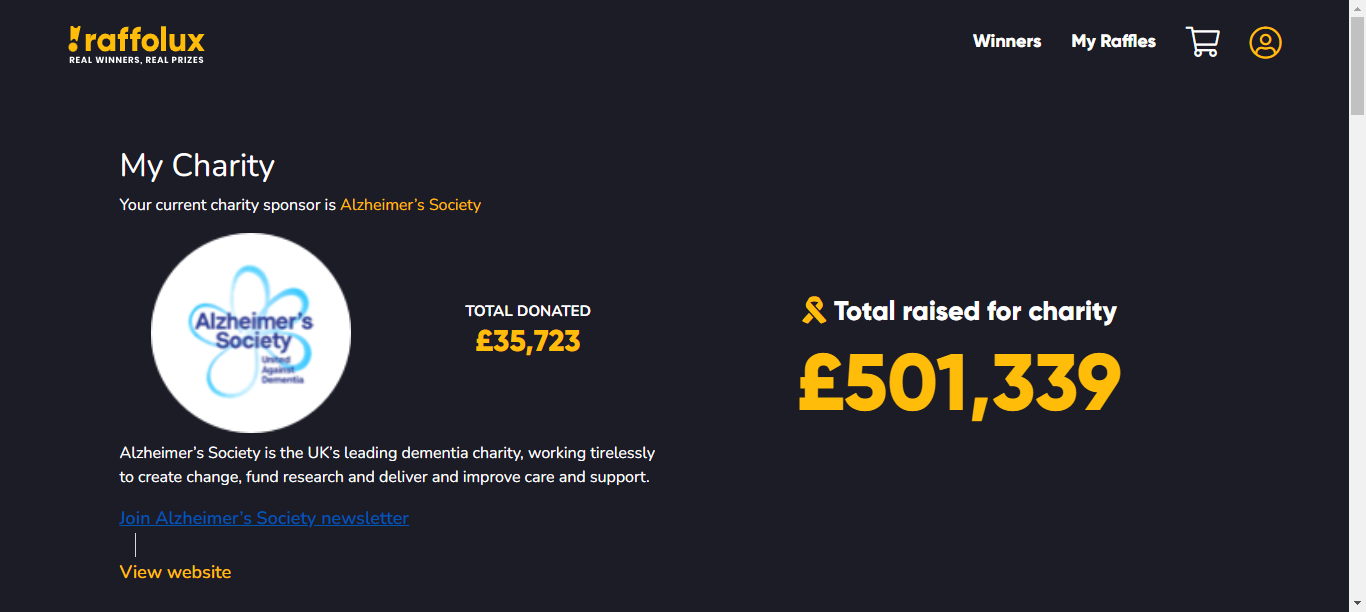 raffolux
REAL WINNERS, REAL PRIZES
Winners
My Raffles
My Charity
Your current charity sponsor is Alzheimer’s Society
Alzheimer's
Society
United
Against
Dementia
TOTAL DONATED
£35,723
Total raised for charity
£501,339
Alzheimer’s Society is the UK’s leading dementia charity, working tirelessly
to create change, fund research and deliver and improve care and support.
Join Alzheimer’s Society newsletter
View website